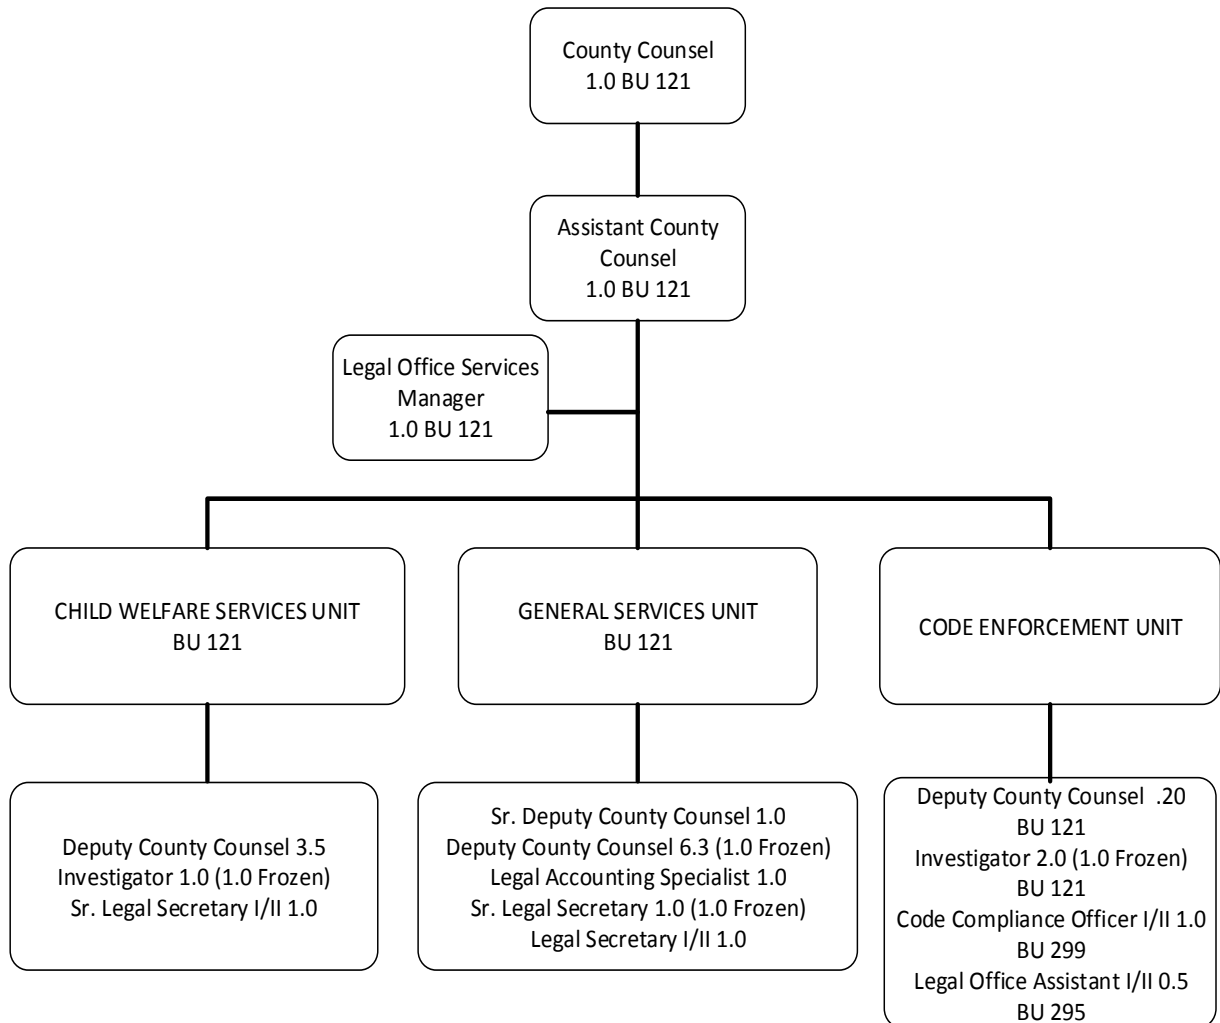 County Counsel
1.0 BU 121
Assistant County
Counsel
1.0 BU 121
Legal Office Services
Manager
1.0 BU 121
CHILD WELFARE SERVICES UNIT
BU 121
GENERAL SERVICES UNIT
BU 121
CODE ENFORCEMENT UNIT
Deputy County Counsel 3.5
Investigator 1.0 (1.0 Frozen)
Sr. Legal Secretary I/II 1.0
Sr. Deputy County Counsel 1.0
Deputy County Counsel 6.3 (1.0 Frozen)
Legal Accounting Specialist 1.0
Sr. Legal Secretary 1.0 (1.0 Frozen)
Legal Secretary I/II 1.0
Deputy County Counsel .20
BU 121
Investigator 2.0 (1.0 Frozen)
BU 121
Code Compliance Officer I/II 1.0
BU 299
Legal Office Assistant I/II 0.5
BU 295